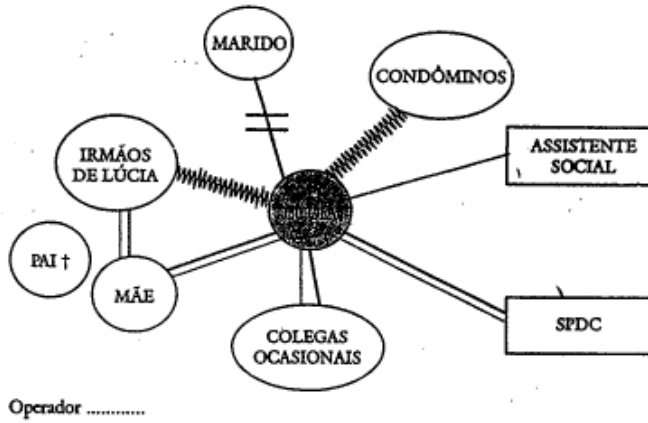 MARIDO
CONDÔMINOS
IRMÃOS
DE LÚCIA
ASSISTENTE
SOCIAL
PAI †
MÃE
COLEGAS
OCASIONAIS
SPDC
Operador ............